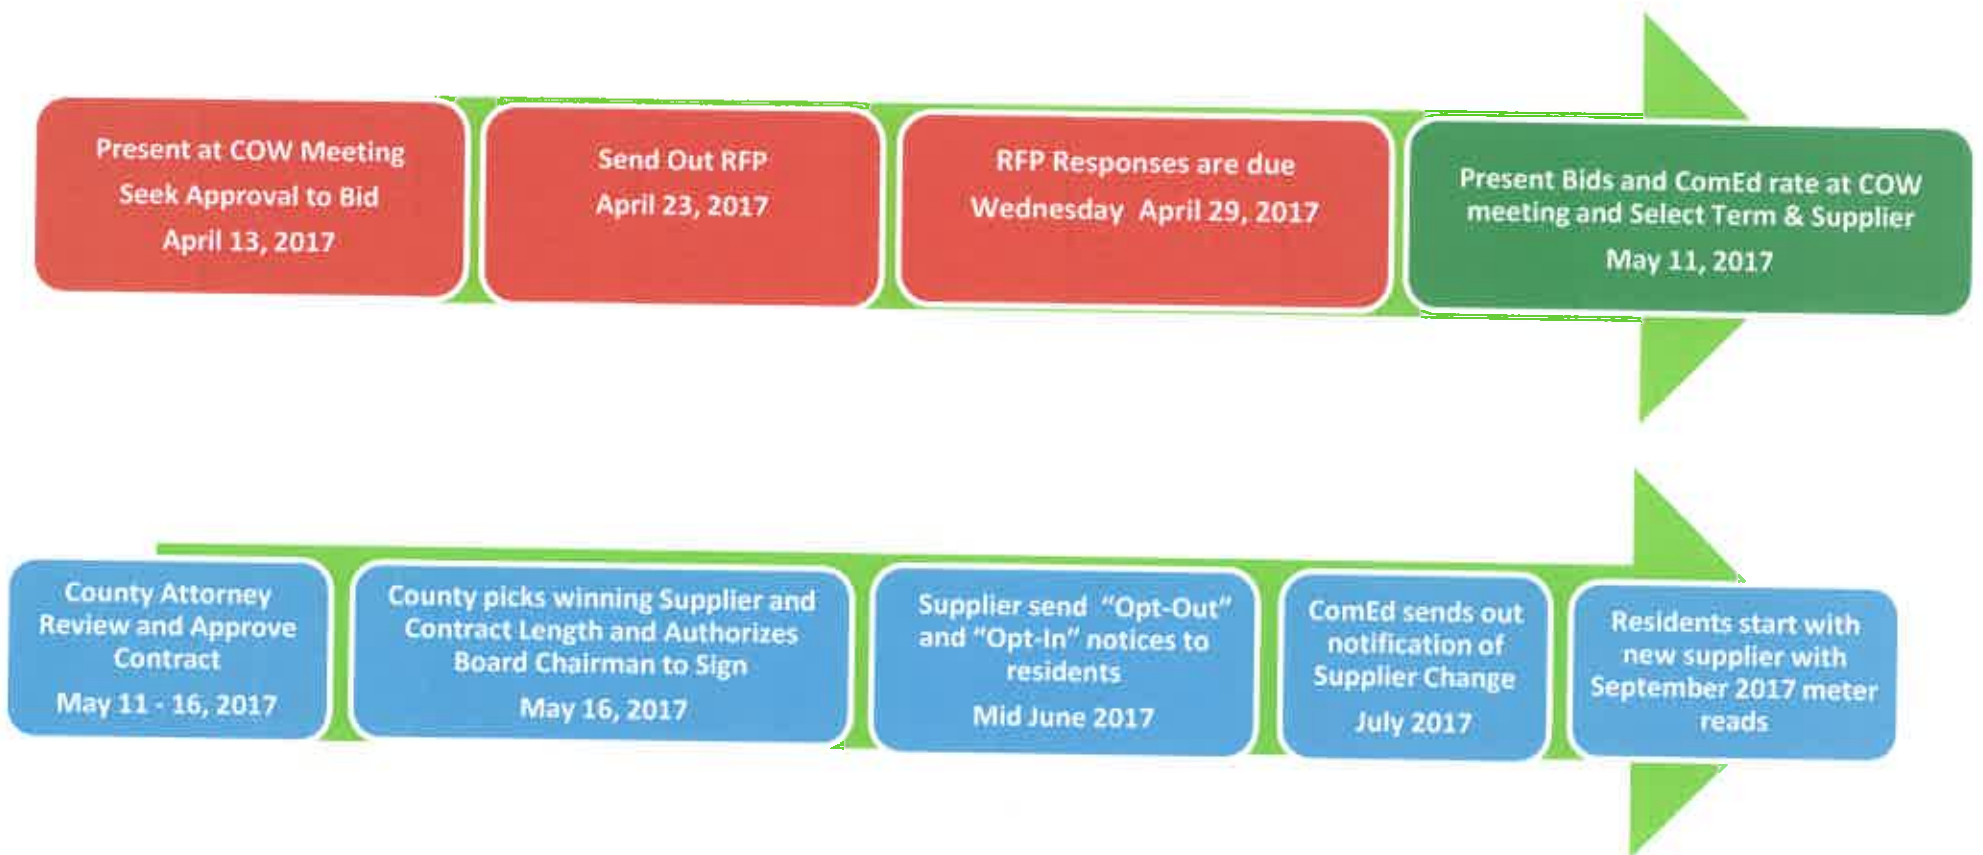 Present at COW Meeting
Seek Approval to Bid
April 13, 2017
Send Out RFP
April 23, 2017
RFP Responses are due
Wednesday April 29, 2017
Present Bids and ComEd rate at COW
meeting and Select Term & Supplier
May 11, 2017
County Attorney
Review and Approve
Contract
May 11 - 16, 2017
County picks winning Supplier and
Contract Length and Authorizes
Board Chairman to Sign
May 16, 2017
Supplier send "Opt-Out"
and "Opt-In" notices to
residents
Mid June 2017
ComEd sends out
notification of
Supplier Change
July 2017
Residents start with
new supplier with
September 2017 meter
reads